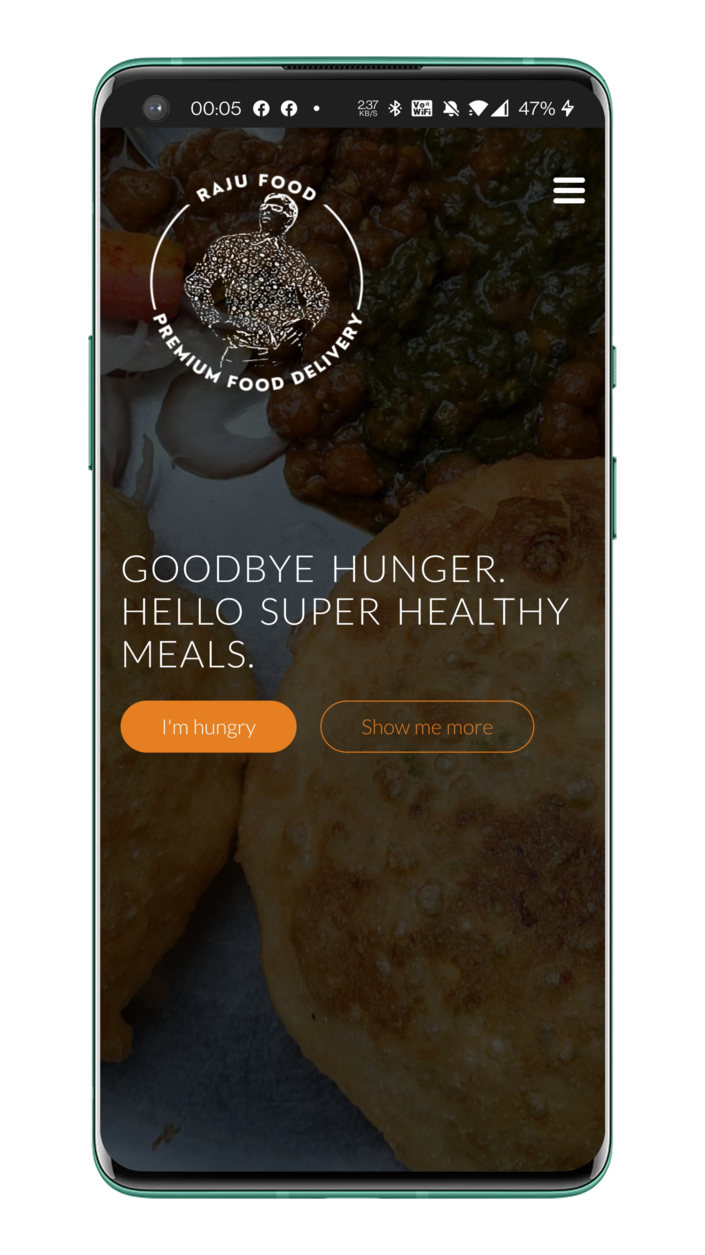 00:05
2.37
KB/S
Vo
WiFi
47%
RAJU FOOD
PREMIUM FOOD DELIVERY
GOODBYE HUNGER.
HELLO SUPER HEALTHY
MEALS.
I'm hungry
Show me more